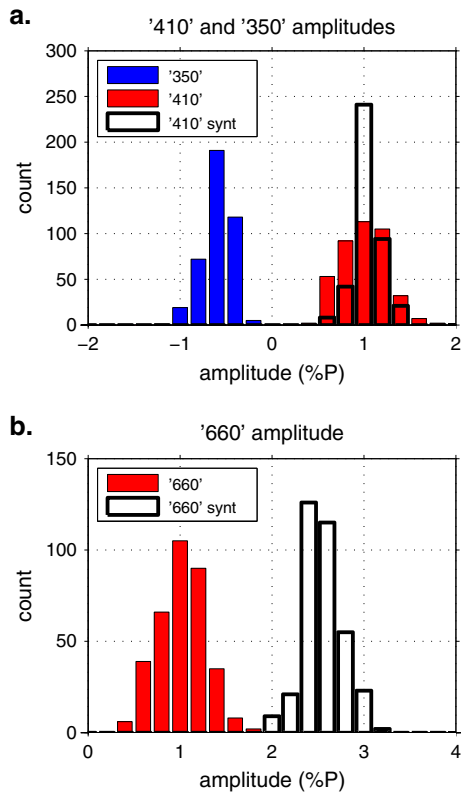 a.
'410' and '350' amplitudes
300
250
200
150
100
50
0
count
'350'
'410'
'410' synt
−2 −1 0 1 2
amplitude (%P)
b.
'660' amplitude
150
100
50
0
count
'660'
'660' synt
0 1 2 3 4
amplitude (%P)